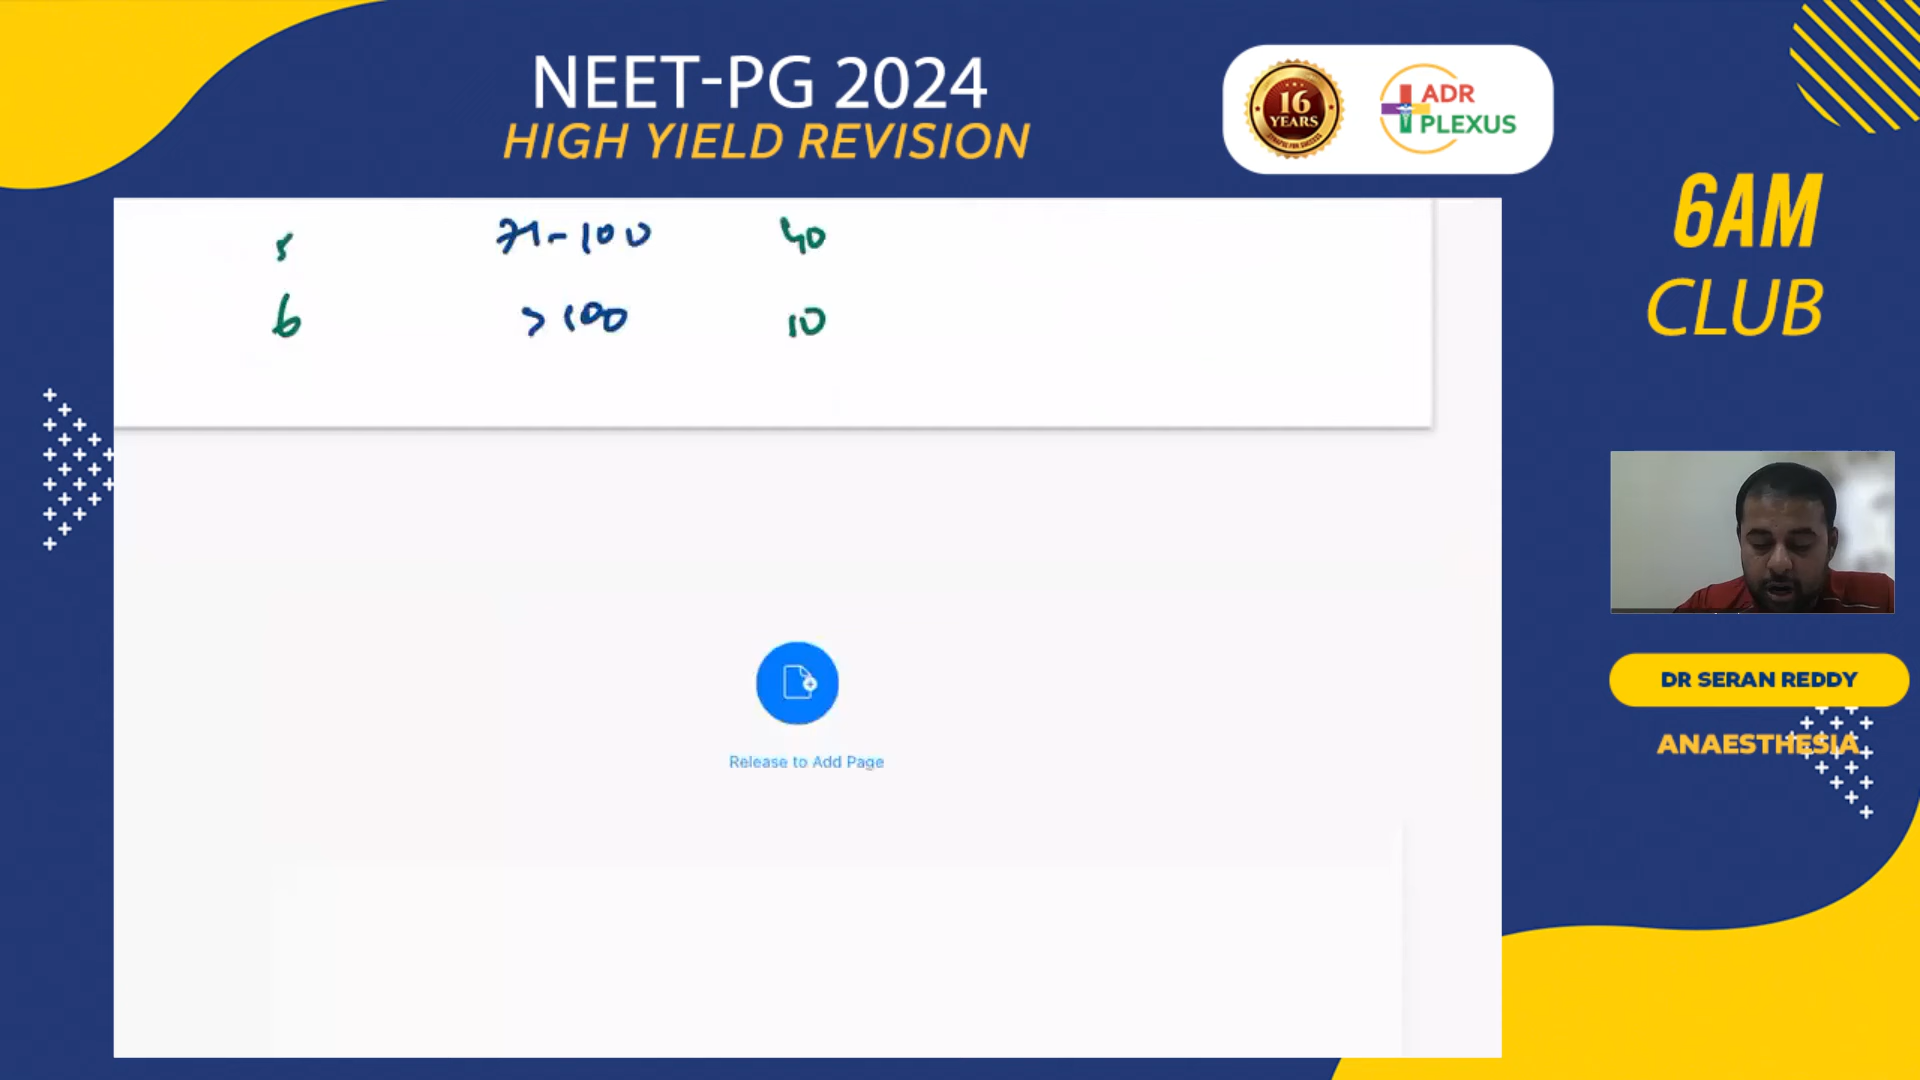 NEET-PG 2024
HIGH YIELD REVISION
16
YEARS
ADR
PLEXUS
6AM
CLUB
5 71-100 40
6 >100 10
Release to Add Page
DR SERAN REDDY
ANAESTHESIA